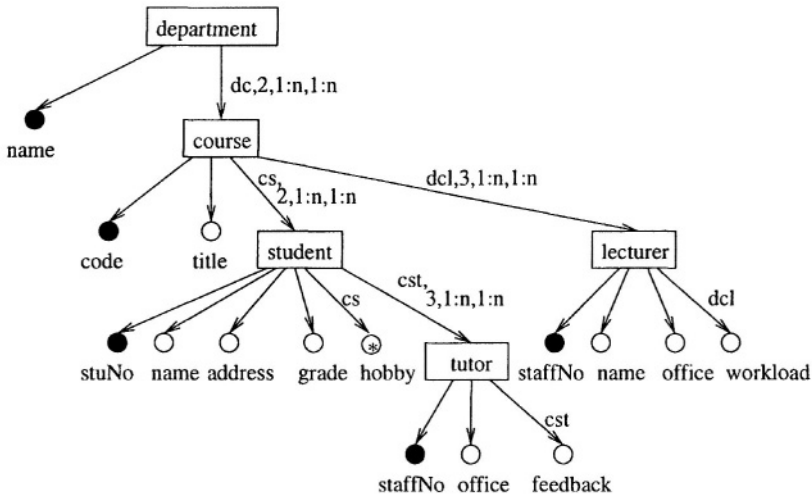 department
dc,2,1:n,1:n
name
course
cs,
2,1:n,1:n
dcl,3,1:n,1:n
code
title
student
lecturer
cs
cst,
3,1:n,1:n
dcl
*
stuNo name address grade hobby
tutor
staffNo name office workload
cst
staffNo office feedback